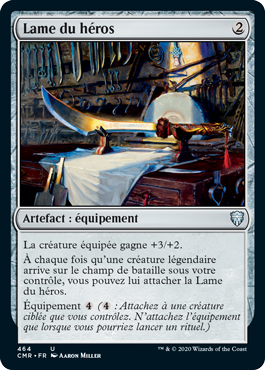 Lame du héros 2
Artefact : équipement
La créature équipée gagne +3/+2.
À chaque fois qu'une créature légendaire
arrive sur le champ de bataille sous votre
contrôle, vous pouvez lui attacher la Lame
du héros.
Équipement 4 (4 : Attachez à une créature
ciblée que vous contrôlez. N'attachez l'équipement
que lorsque vous pourriez lancer un rituel.)
464 U
CMR • FR AARON MILLER
™ & © 2020 Wizards of the Coast